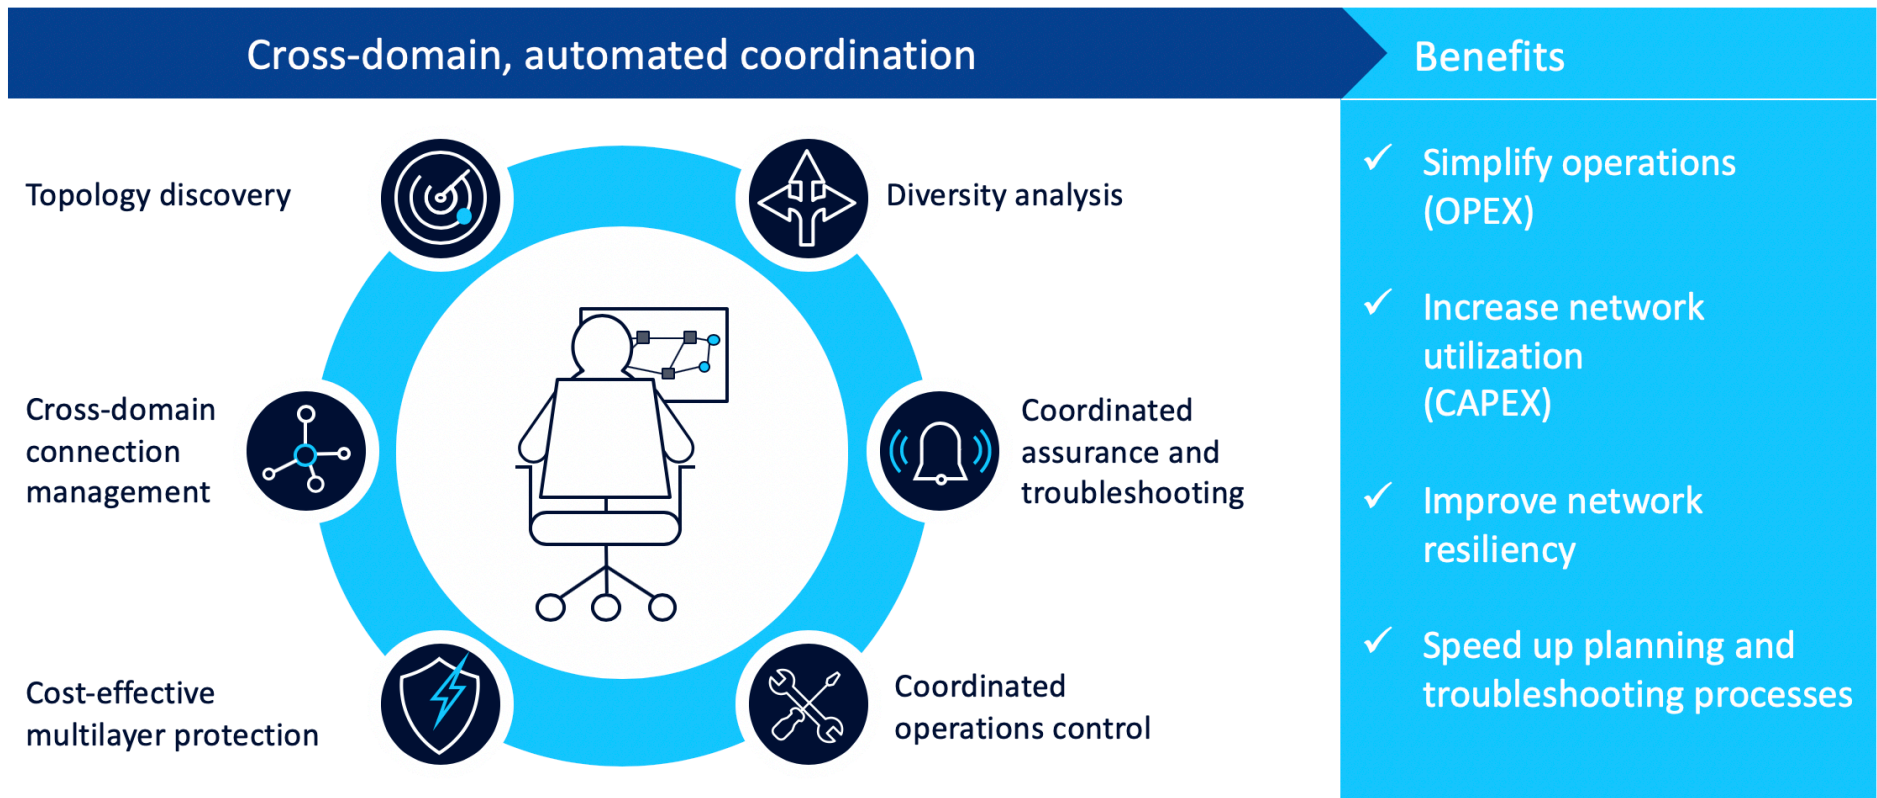 Cross-domain, automated coordination
Topology discovery
Diversity analysis
Cross-domain
connection
management
Coordinated
assurance and
troubleshooting
Cost-effective
multilayer protection
Coordinated
operations control
Benefits
✓ Simplify operations
(OPEX)
✓ Increase network
utilization
(CAPEX)
✓ Improve network
resiliency
✓ Speed up planning and
troubleshooting processes